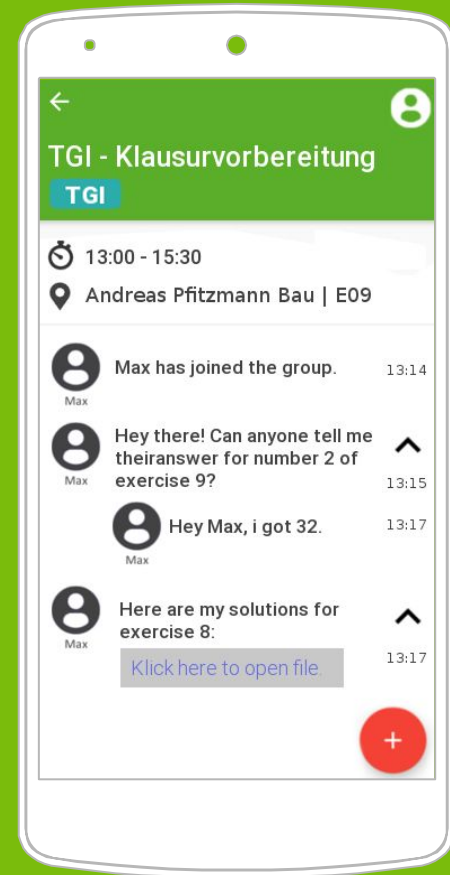 TGI - Klausurvorbereitung
TGI
13:00 - 15:30
Andreas Pfitzmann Bau | E09
Max has joined the group.
13:14
Max
Hey there! Can anyone tell me
theiranswer for number 2 of
exercise 9?
13:15
Max
Hey Max, i got 32.
13:17
Max
Here are my solutions for
exercise 8:
Max
13:17
Klick here to open file.